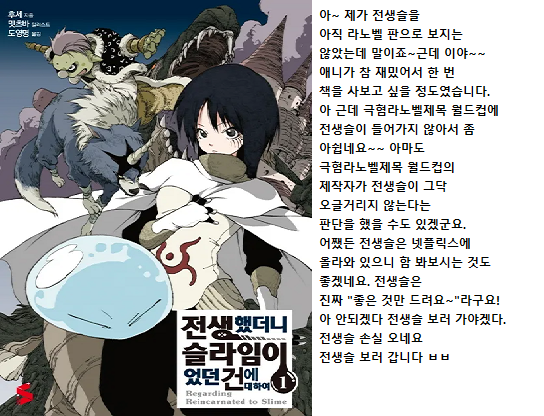 후세 지음
밋츠바 일러스트
도영명 옮김
전생했더니
슬라임이
었던 건에
대하여 1
Regarding
Reincarnated to Slime
S
아~ 제가 전생슬을
아직 라노벨 판으로 보지는
않았는데 말이죠~근데 이야~~
애니가 참 재밌어서 한 번
책을 사보고 싶을 정도였습니다.
아 근데 극혐라노벨제목 월드컵에
전생슬이 들어가지 않아서 좀
아쉽네요~~ 아마도
극혐라노벨제목 월드컵의
제작자가 전생슬이 그닥
오글거리지 않는다는
판단을 했을 수도 있겠군요.
어쨌든 전생슬은 넷플릭스에
올라와 있으니 함 봐보시는 것도
좋겠네요. 전생슬은
진짜 "좋은 것만 드려요~"라구요!
아 안되겠다 전생슬 보러 가야겠다.
전생슬 손실 오네요
전생슬 보러 갑니다 ㅂㅂ